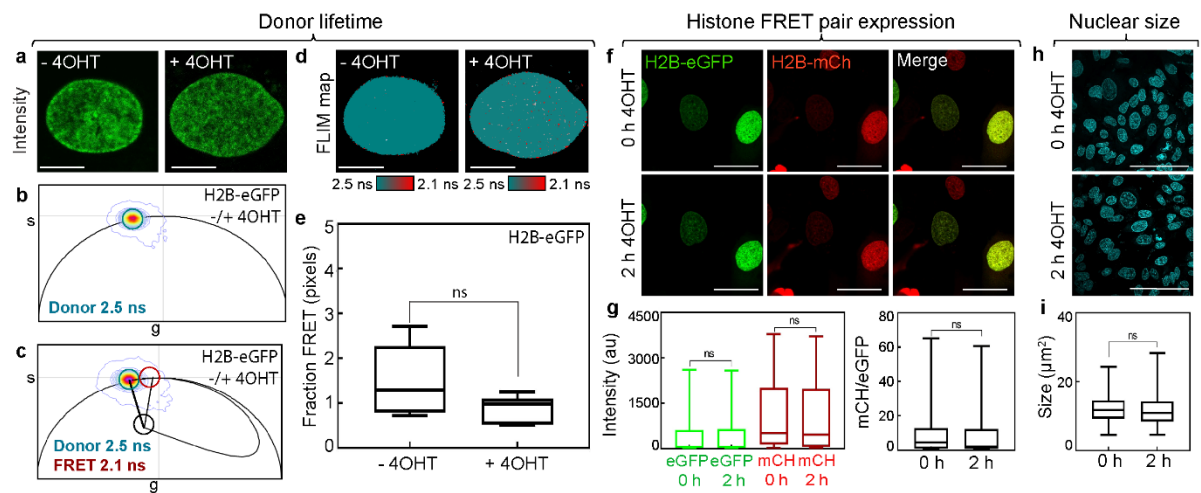 Donor lifetime
Histone FRET pair expression
Nuclear size
a
- 4OHT
+ 4OHT
Intensity
d
- 4OHT
+ 4OHT
FLIM map
2.5 ns
2.1 ns
2.5 ns
2.1 ns
f
H2B-eGFP
H2B-mCh
Merge
0 h 4OHT
2 h 4OHT
h
0 h 4OHT
2 h 4OHT
b
H2B-eGFP
-/+ 4OHT
s
Donor 2.5 ns
g
c
H2B-eGFP
-/+ 4OHT
s
Donor 2.5 ns
FRET 2.1 ns
g
e
H2B-eGFP
Fraction FRET (pixels)
5
4
3
2
1
0
ns
- 4OHT
+ 4OHT
g
Intensity (au)
4500
3000
1500
0
ns
ns
eGFP
0 h
eGFP
2 h
mCH
0 h
mCH
2 h
mCH/eGFP
80
60
40
20
0
ns
0 h
2 h
i
Size (μm²)
40
20
0
ns
0 h
2 h